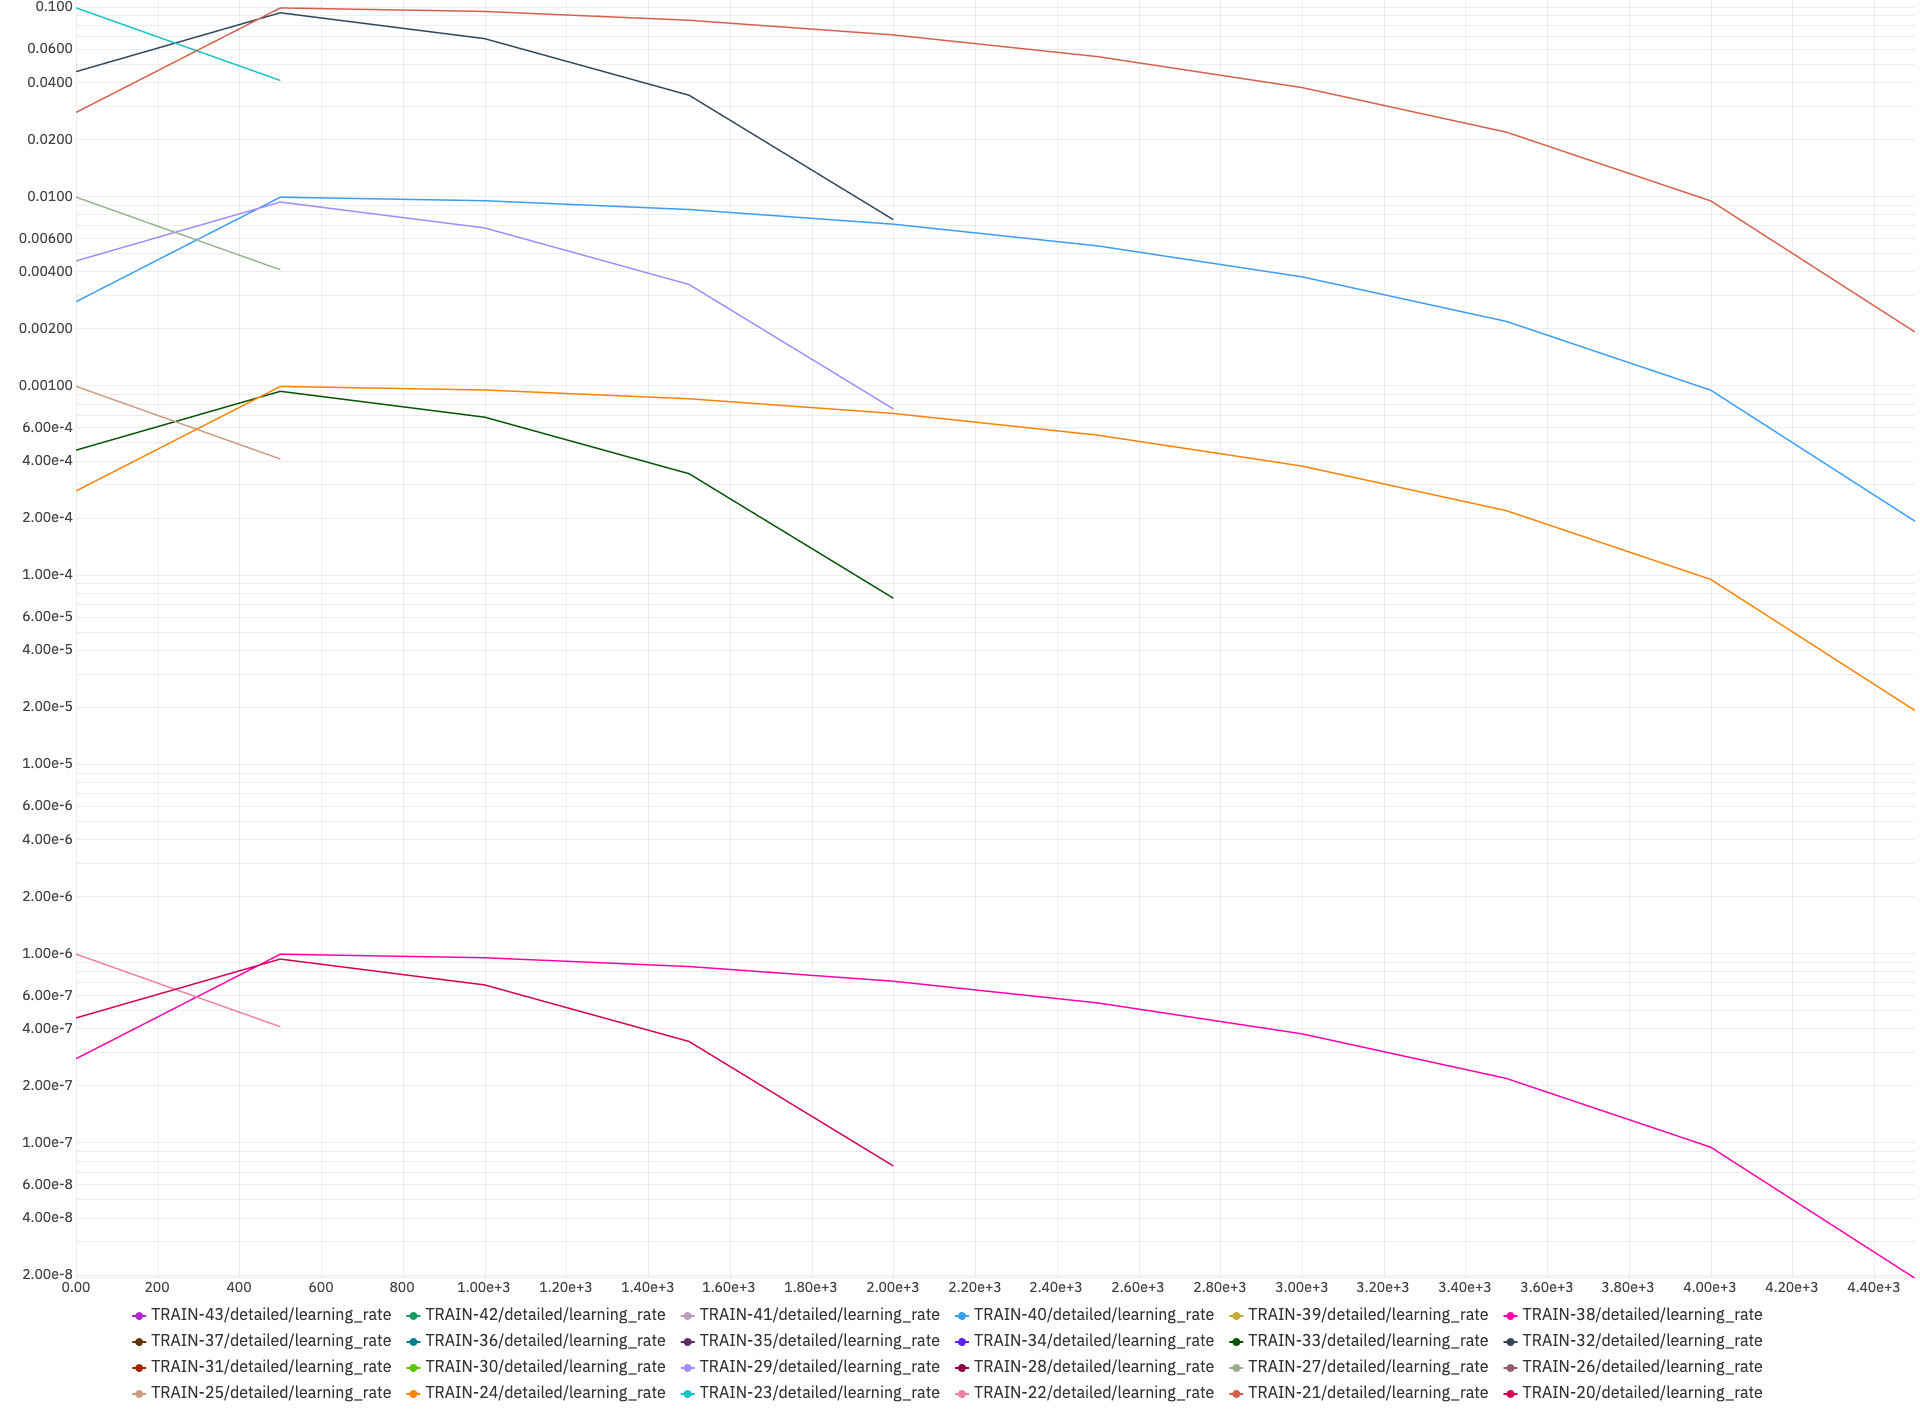 0.100
0.0600
0.0400
0.0200
0.0100
0.00600
0.00400
0.00200
0.00100
6.00e-4
4.00e-4
2.00e-4
1.00e-4
6.00e-5
4.00e-5
2.00e-5
1.00e-5
6.00e-6
4.00e-6
2.00e-6
1.00e-6
6.00e-7
4.00e-7
2.00e-7
1.00e-7
6.00e-8
4.00e-8
2.00e-8
0.00 200 400 600 800 1.00e+3 1.20e+3 1.40e+3 1.60e+3 1.80e+3 2.00e+3 2.20e+3 2.40e+3 2.60e+3 2.80e+3 3.00e+3 3.20e+3 3.40e+3 3.60e+3 3.80e+3 4.00e+3 4.20e+3 4.40e+3
TRAIN-43/detailed/learning_rate TRAIN-42/detailed/learning_rate TRAIN-41/detailed/learning_rate TRAIN-40/detailed/learning_rate TRAIN-39/detailed/learning_rate TRAIN-38/detailed/learning_rate
TRAIN-37/detailed/learning_rate TRAIN-36/detailed/learning_rate TRAIN-35/detailed/learning_rate TRAIN-34/detailed/learning_rate TRAIN-33/detailed/learning_rate TRAIN-32/detailed/learning_rate
TRAIN-31/detailed/learning_rate TRAIN-30/detailed/learning_rate TRAIN-29/detailed/learning_rate TRAIN-28/detailed/learning_rate TRAIN-27/detailed/learning_rate TRAIN-26/detailed/learning_rate
TRAIN-25/detailed/learning_rate TRAIN-24/detailed/learning_rate TRAIN-23/detailed/learning_rate TRAIN-22/detailed/learning_rate TRAIN-21/detailed/learning_rate TRAIN-20/detailed/learning_rate